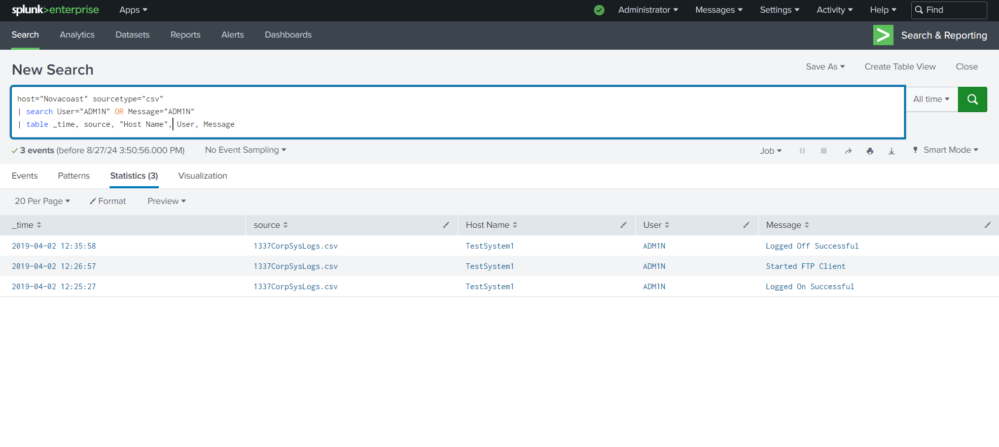 splunk>enterprise Apps Administrator Messages Settings Activity Help Find
Search Analytics Datasets Reports Alerts Dashboards Search & Reporting
New Search Save As Create Table View Close
host="Novacoast" sourcetype="csv" All time
| search User="ADM1N" OR Message="ADM1N"
| table _time, source, "Host Name", User, Message
3 events (before 8/27/24 3:50:56.000 PM) No Event Sampling Job Smart Mode
Events Patterns Statistics (3) Visualization
20 Per Page Format Preview
_time source Host Name User Message
2019-04-02 12:35:58 1337CorpSysLogs.csv TestSystem1 ADM1N Logged Off Successful
2019-04-02 12:26:57 1337CorpSysLogs.csv TestSystem1 ADM1N Started FTP Client
2019-04-02 12:25:27 1337CorpSysLogs.csv TestSystem1 ADM1N Logged On Successful